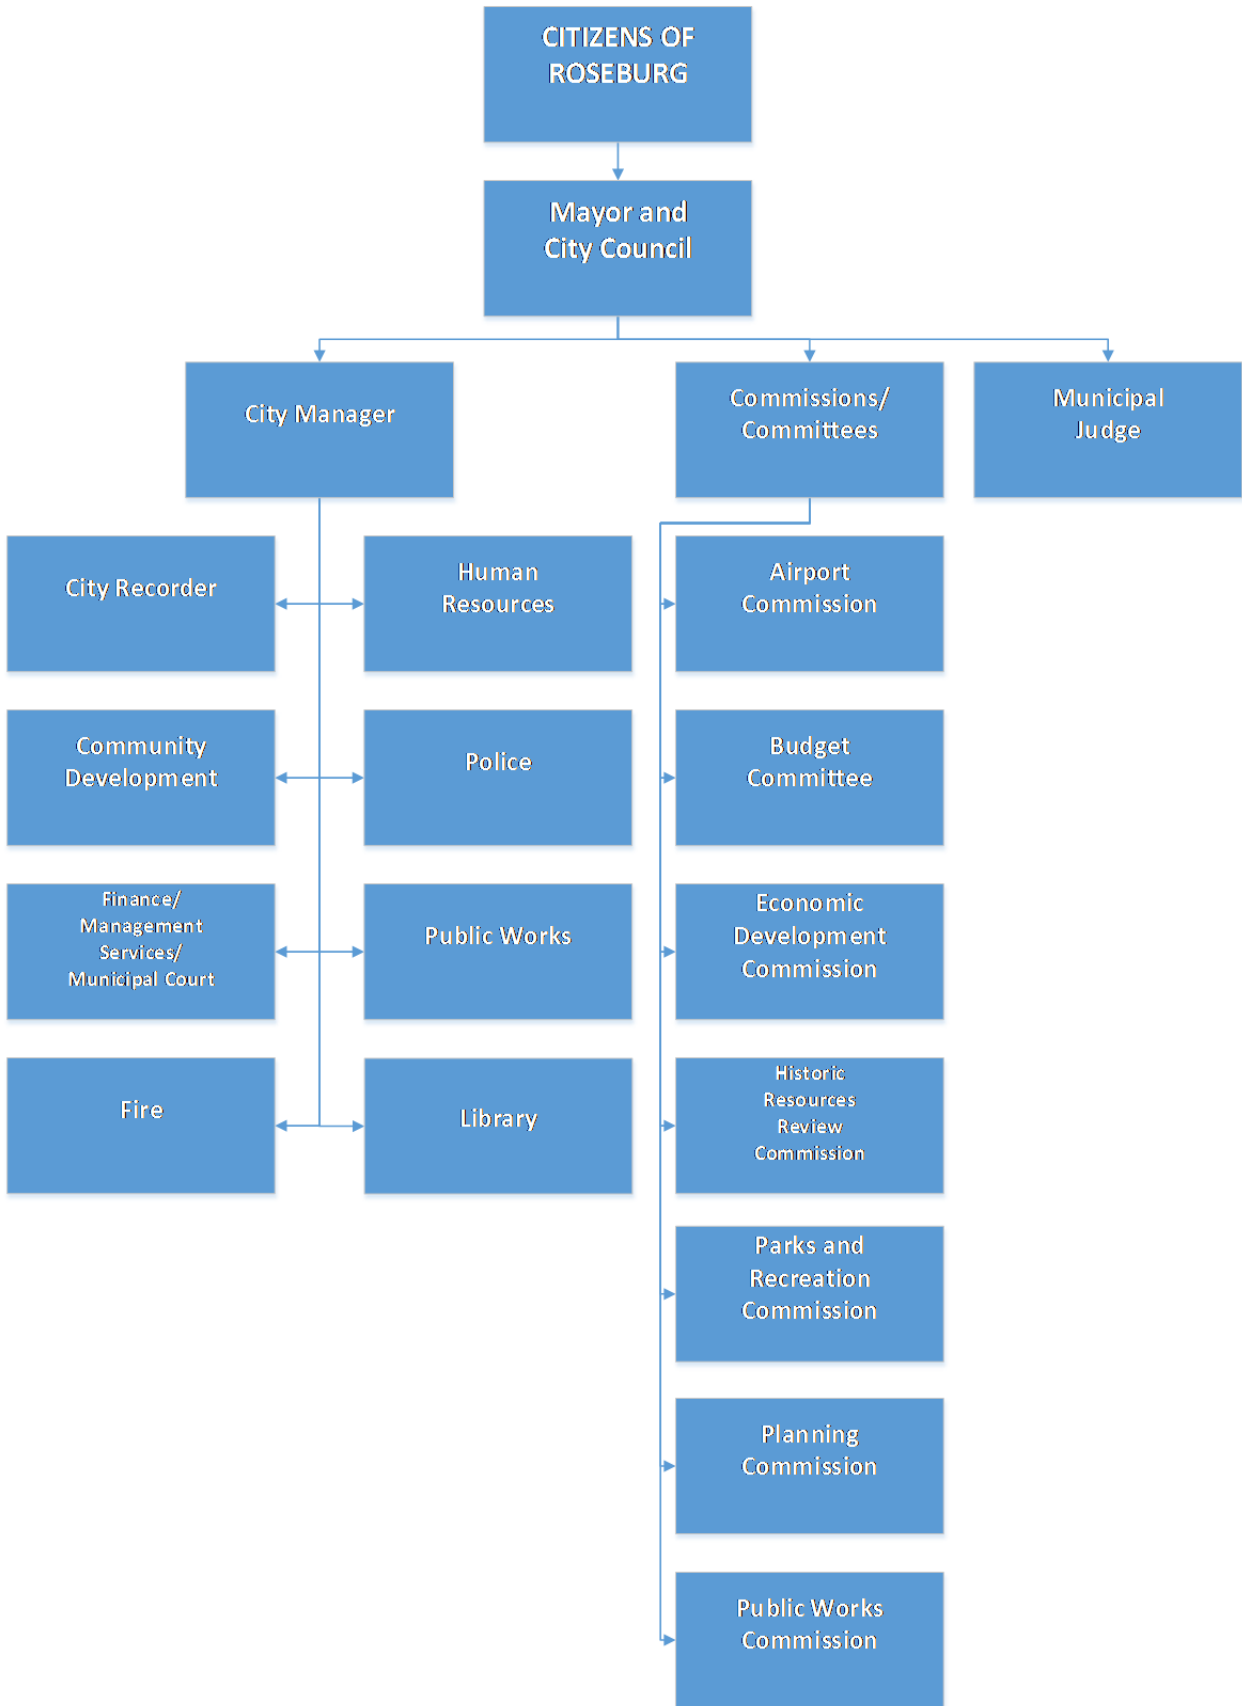 CITIZENS OF
ROSEBURG
Mayor and
City Council
City Manager
Commissions/
Committees
Municipal
Judge
City Recorder
Human
Resources
Airport
Commission
Community
Development
Police
Budget
Committee
Finance/
Management
Services/
Municipal Court
Public Works
Economic
Development
Commission
Fire
Library
Historic
Resources
Review
Commission
Parks and
Recreation
Commission
Planning
Commission
Public Works
Commission